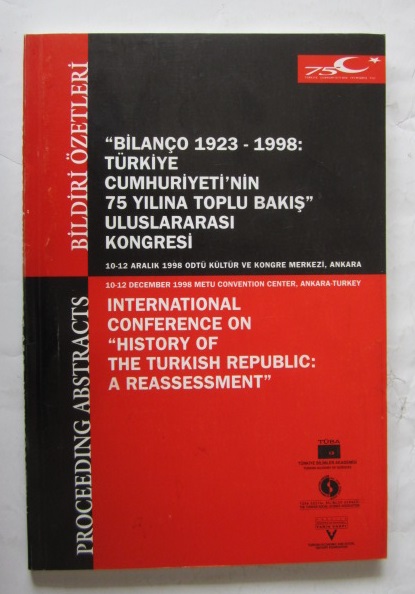 75
BİLDİRİ ÖZETLERİ
"BİLANÇO 1923 - 1998:
TÜRKİYE
CUMHURİYETİ'NİN
75 YILINA TOPLU BAKIŞ"
ULUSLARARASI
KONGRESİ
10-12 ARALIK 1998 ODTÜ KÜLTÜR VE KONGRE MERKEZİ, ANKARA
PROCEEDING ABSTRACTS
10-12 DECEMBER 1998 METU CONVENTION CENTER, ANKARA-TURKEY
INTERNATIONAL
CONFERENCE ON
"HISTORY OF
THE TURKISH REPUBLIC:
A REASSESSMENT"
TÜBA
TÜRKİYE BİLİMLER AKADEMİSİ